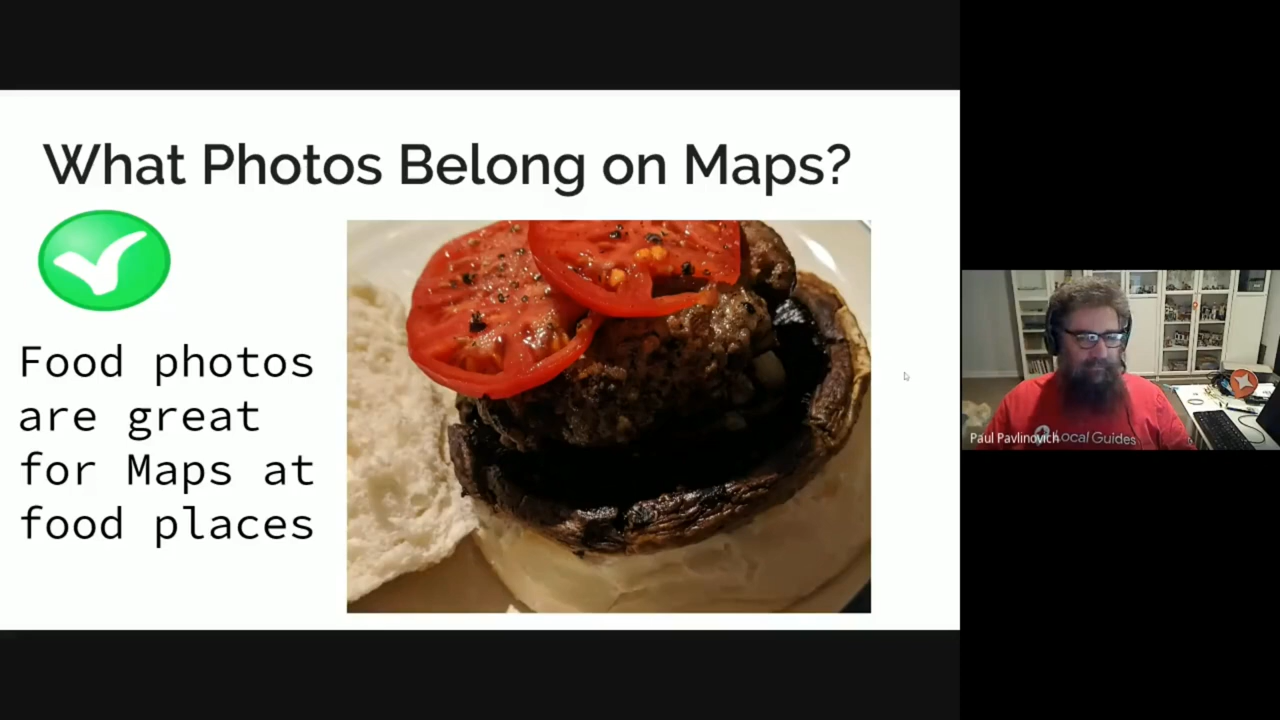 What Photos Belong on Maps?
Food photos
are great
for Maps at
food places
Paul Pavlinovich
Local Guides